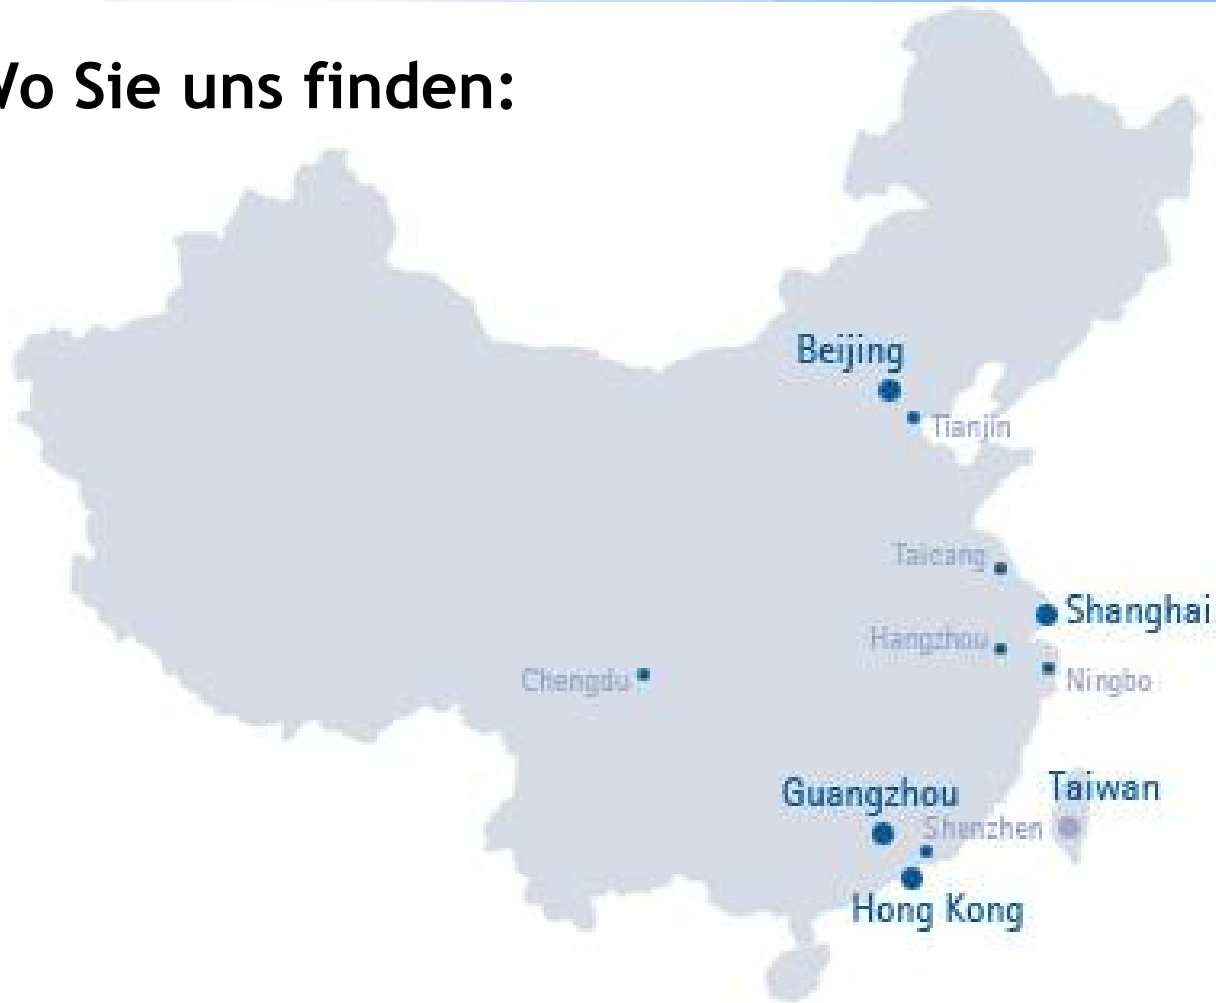 Wo Sie uns finden:
Beijing
Tianjin
Taicang
Shanghai
Hangzhou
Chengdu
Ningbo
Taiwan
Guangzhou
Shenzhen
Hong Kong